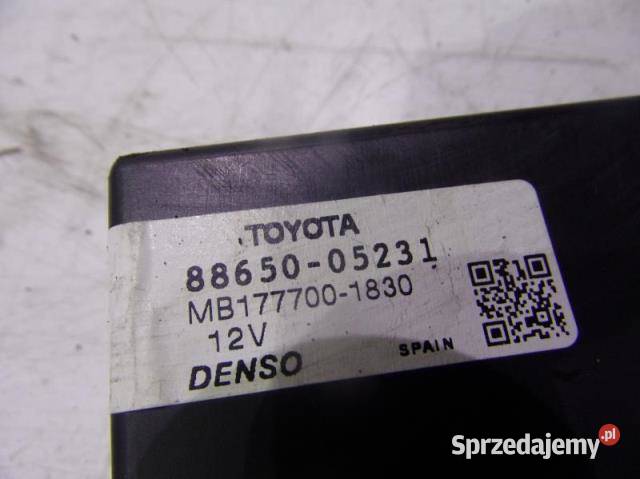 TOYOTA
88650-05231
MB177700-1830
12V
DENSO SPAIN
Sprzedajemy.pl